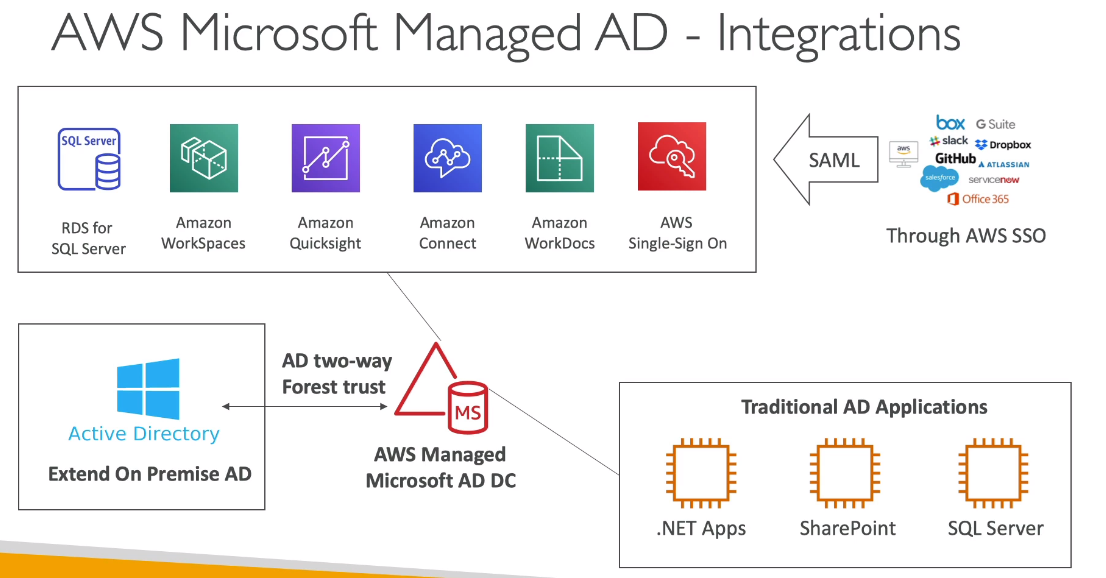 AWS Microsoft Managed AD - Integrations
SQL Server
RDS for
SQL Server
Amazon
WorkSpaces
Amazon
Quicksight
Amazon
Connect
Amazon
WorkDocs
AWS
Single-Sign On
SAML
aws
box
G Suite
slack
Dropbox
GitHub
ATLASSIAN
salesforce
servicenow
Office 365
Through AWS SSO
Active Directory
Extend On Premise AD
AD two-way
Forest trust
MS
AWS Managed
Microsoft AD DC
Traditional AD Applications
.NET Apps
SharePoint
SQL Server